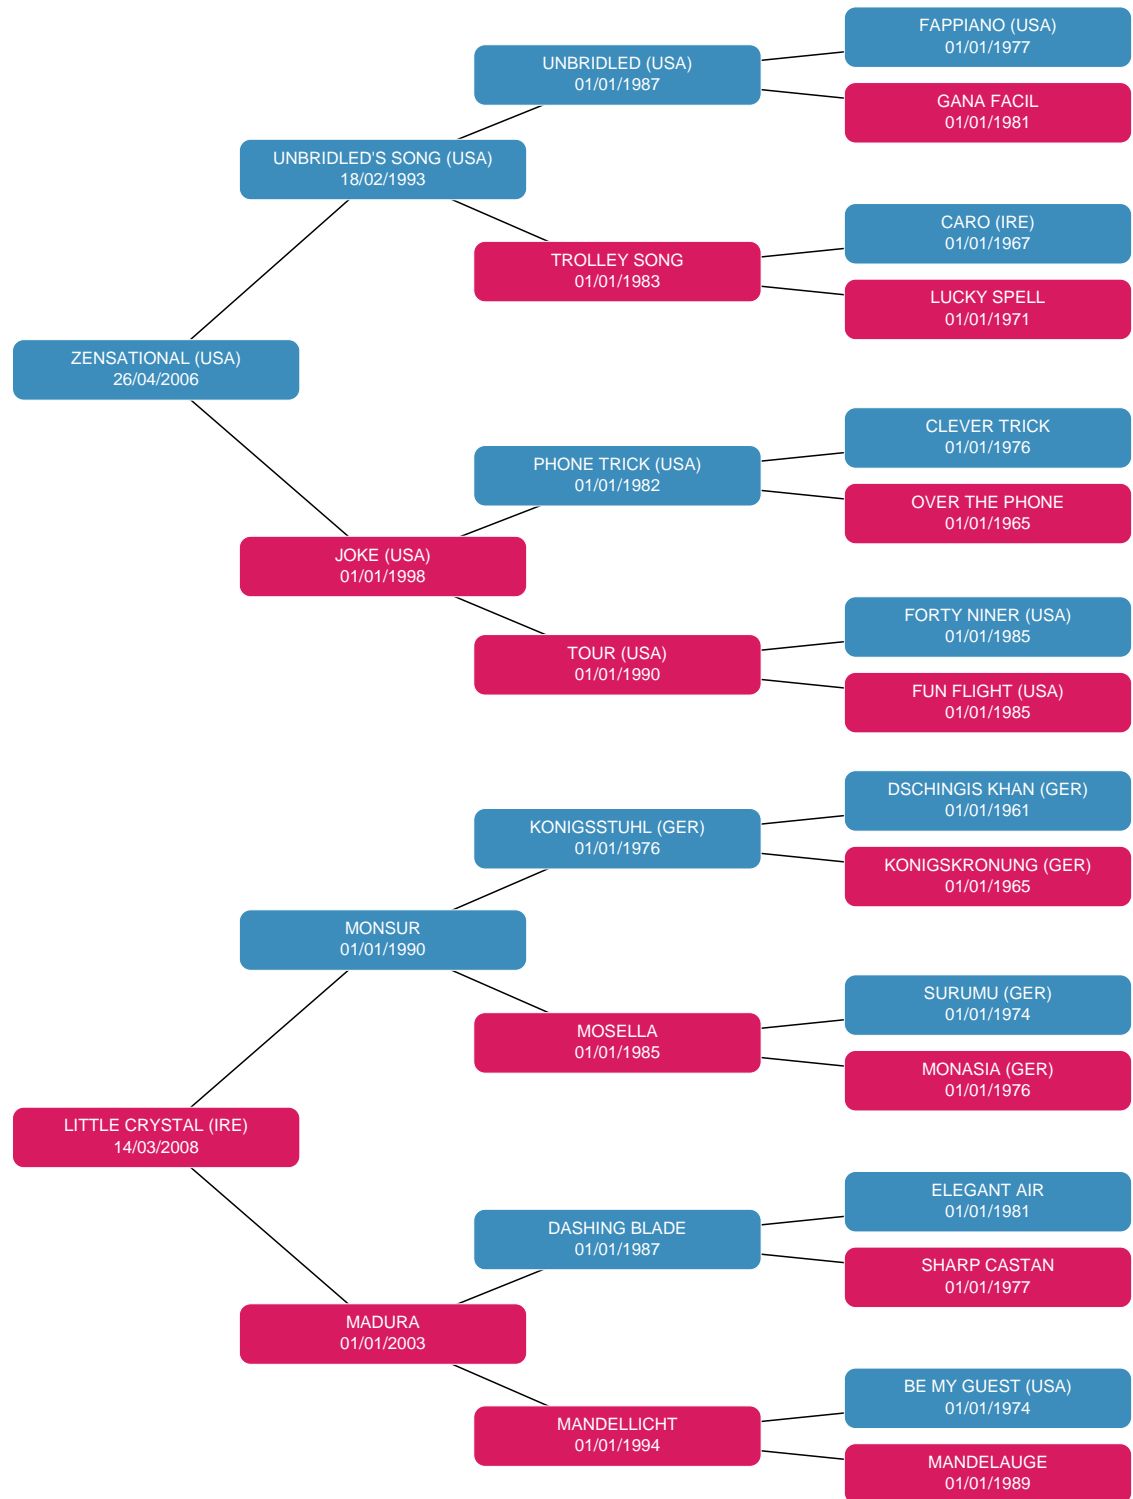 FAPPIANO (USA)
01/01/1977
UNBRIDLED (USA)
01/01/1987
GANA FACIL
01/01/1981
UNBRIDLED'S SONG (USA)
18/02/1993
CARO (IRE)
01/01/1967
TROLLEY SONG
01/01/1983
LUCKY SPELL
01/01/1971
ZENSATIONAL (USA)
26/04/2006
CLEVER TRICK
01/01/1976
PHONE TRICK (USA)
01/01/1982
OVER THE PHONE
01/01/1965
JOKE (USA)
01/01/1998
FORTY NINER (USA)
01/01/1985
TOUR (USA)
01/01/1990
FUN FLIGHT (USA)
01/01/1985
DSCHINGIS KHAN (GER)
01/01/1961
KONIGSSTUHL (GER)
01/01/1976
KONIGSKRONUNG (GER)
01/01/1965
MONSUR
01/01/1990
SURUMU (GER)
01/01/1974
MOSELLA
01/01/1985
MONASIA (GER)
01/01/1976
LITTLE CRYSTAL (IRE)
14/03/2008
ELEGANT AIR
01/01/1981
DASHING BLADE
01/01/1987
SHARP CASTAN
01/01/1977
MADURA
01/01/2003
BE MY GUEST (USA)
01/01/1974
MANDELLICHT
01/01/1994
MANDELAUGE
01/01/1989